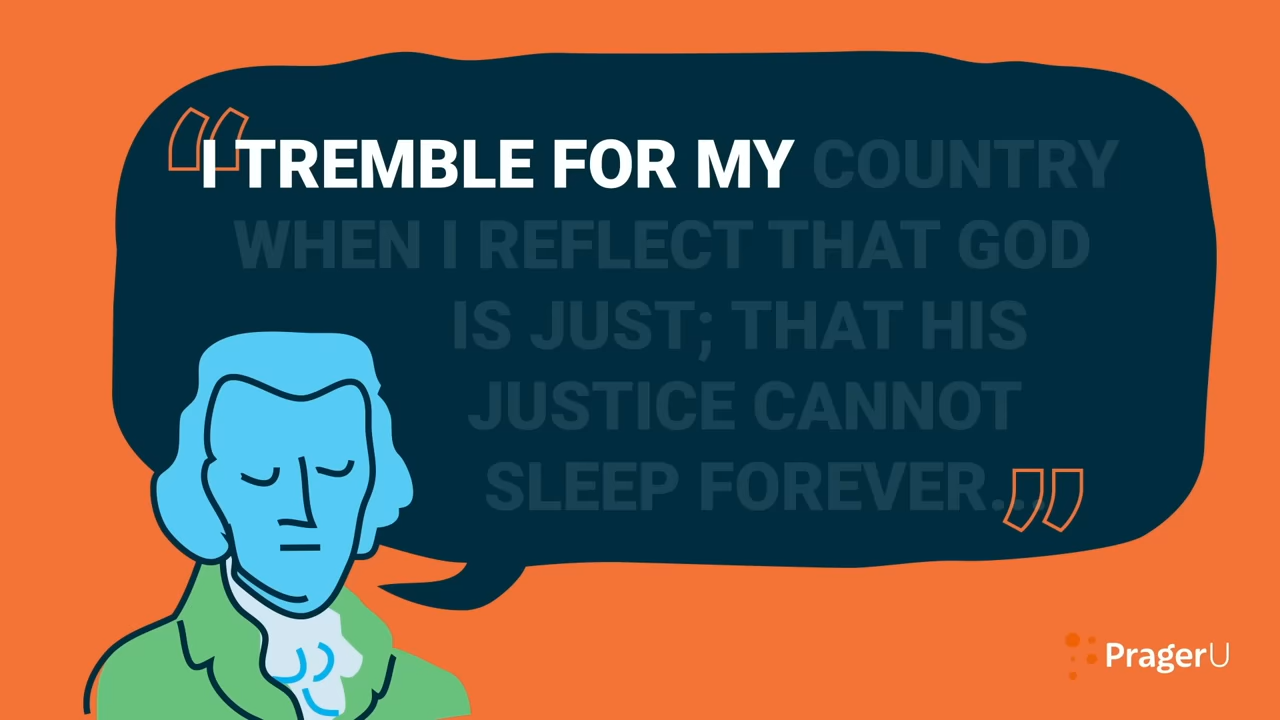 “I TREMBLE FOR MY COUNTRY
WHEN I REFLECT THAT GOD
IS JUST; THAT HIS
JUSTICE CANNOT
SLEEP FOREVER...”
PragerU